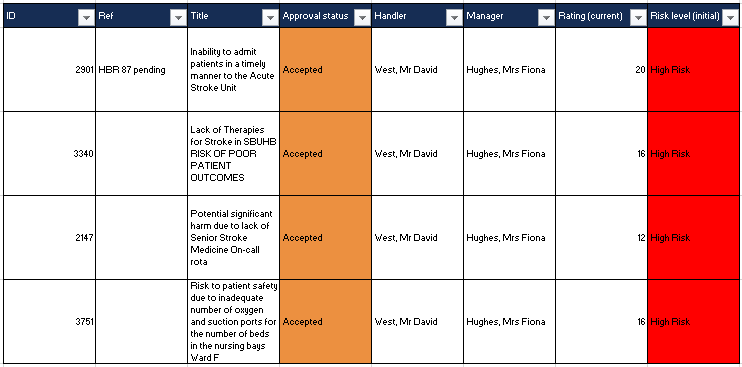 ID Ref Title Approval status Handler Manager Rating (current) Risk level (initial)
Inability to admit
patients in a timely
2901 HBR 87 pending manner to the Acute Accepted West, Mr David Hughes, Mrs Fiona 20 High Risk
Stroke Unit
Lack of Therapies
for Stroke in SBUHB
3340 RISK OF POOR Accepted West, Mr David Hughes, Mrs Fiona 16 High Risk
PATIENT
OUTCOMES
Potential significant
harm due to lack of
2147 Senior Stroke Accepted West, Mr David Hughes, Mrs Fiona 12 High Risk
Medicine On-call
rota
Risk to patient safety
due to inadequate
number of oxygen
3751 and suction ports for Accepted West, Mr David Hughes, Mrs Fiona 16 High Risk
the number of beds
in the nursing bays
Ward F